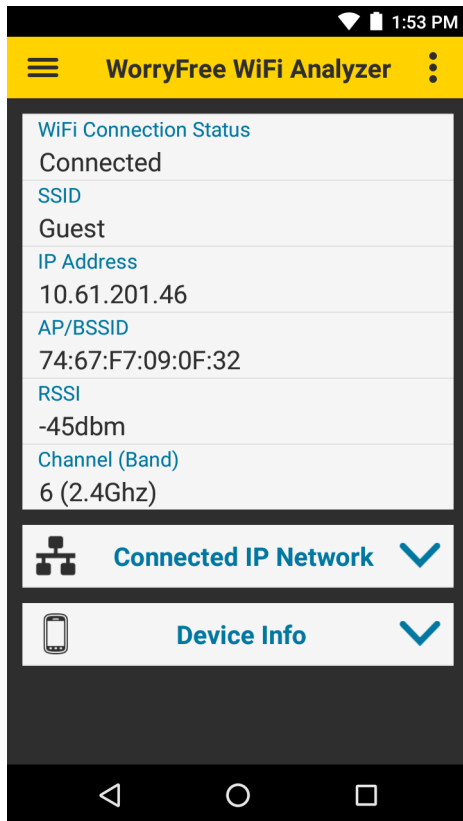 1:53 PM
WorryFree WiFi Analyzer
WiFi Connection Status
Connected
SSID
Guest
IP Address
10.61.201.46
AP/BSSID
74:67:F7:09:0F:32
RSSI
-45dbm
Channel (Band)
6 (2.4Ghz)
Connected IP Network
Device Info